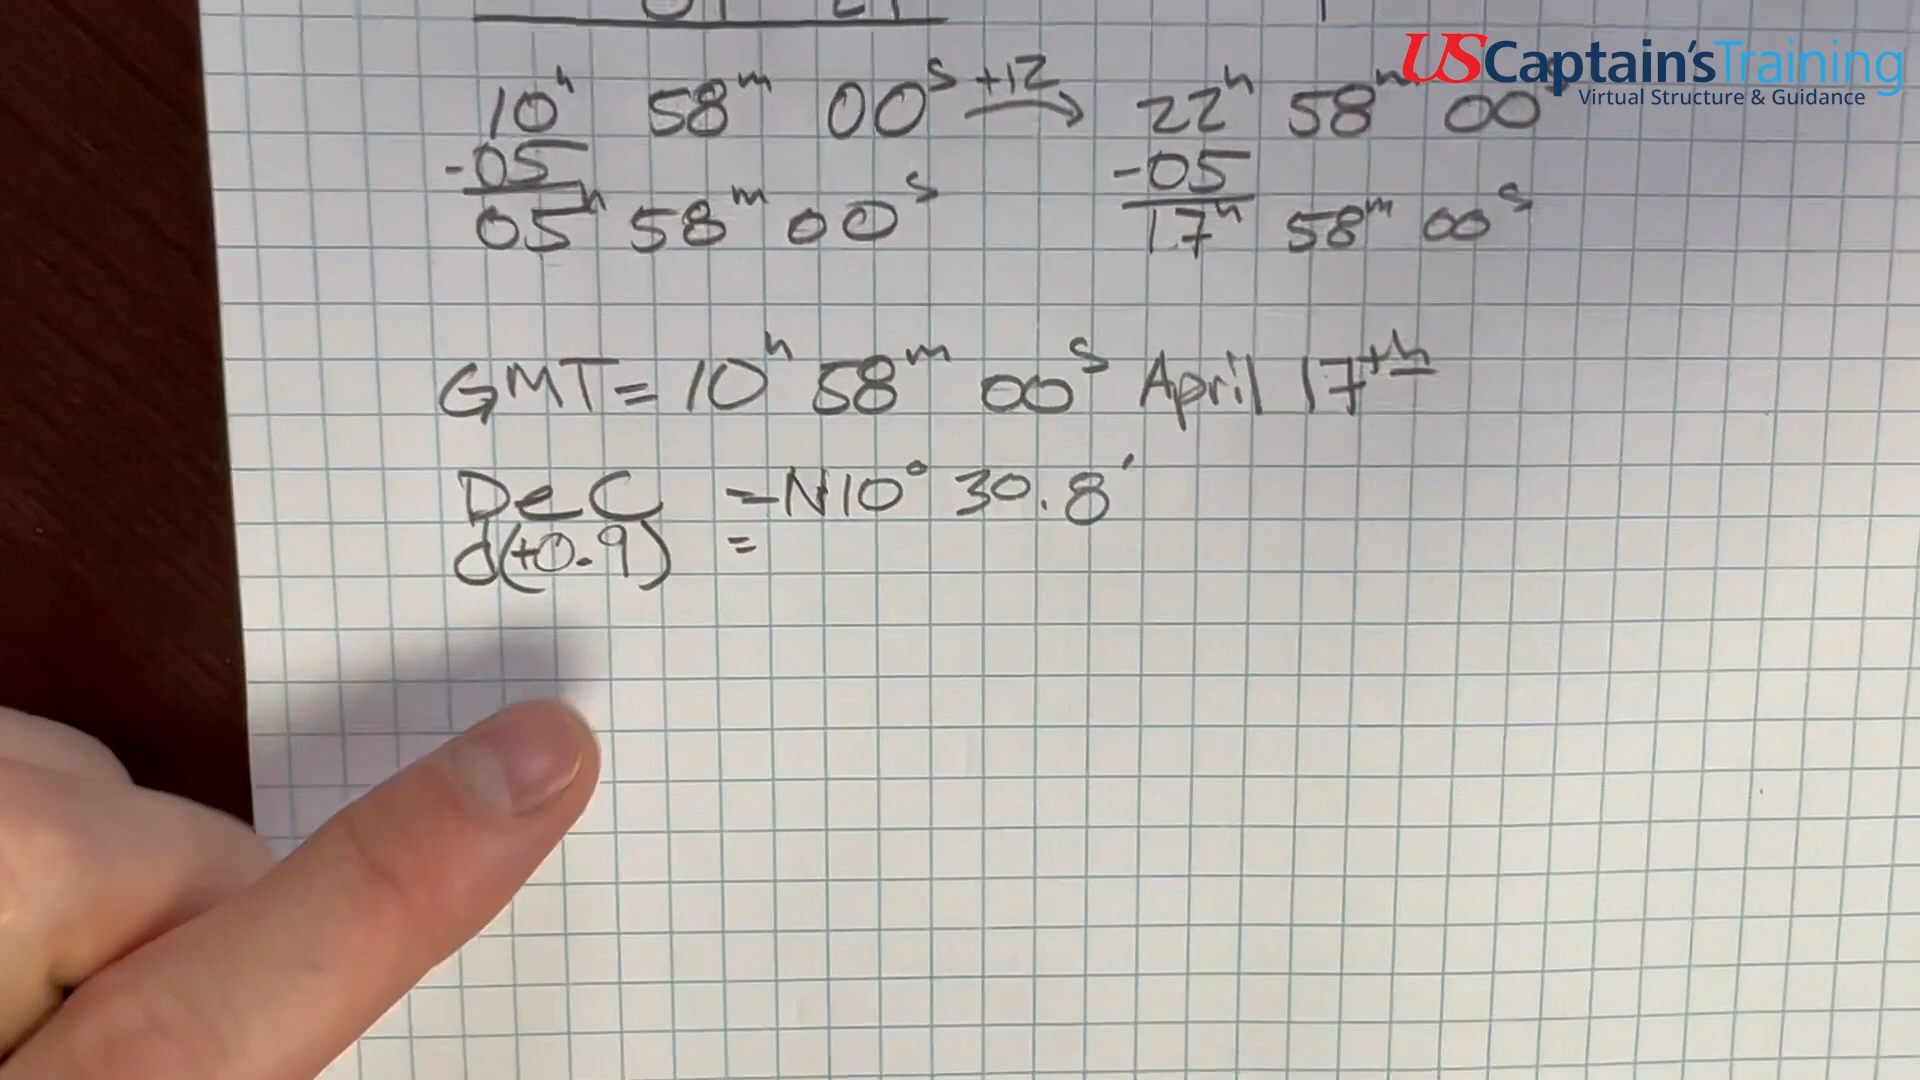 USCaptain'sTraining
Virtual Structure & Guidance
10h 58m 00s +12 → 22h 58m 00s
-05 -05
05h 58m 00s 17h 58m 00s
GMT = 10h 58m 00s April 17th
Dec = N10° 30.8'
d(+0.9) =